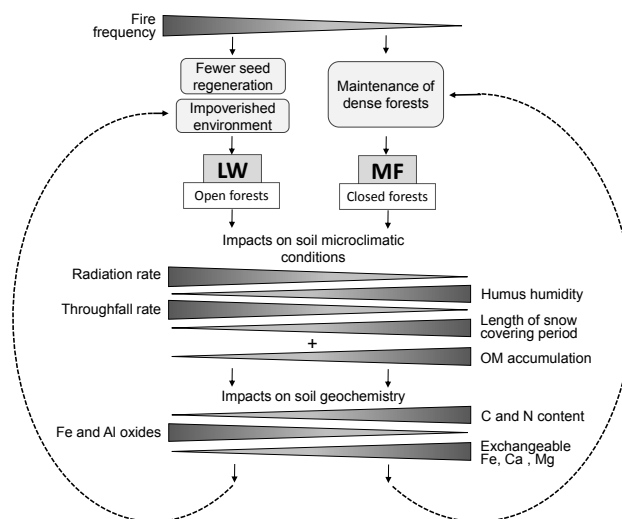 Fire
frequency
Fewer seed
regeneration
Impoverished
environment
Maintenance of
dense forests
LW
Open forests
MF
Closed forests
Impacts on soil microclimatic
conditions
Radiation rate
Humus humidity
Throughfall rate
Length of snow
covering period
+
OM accumulation
Impacts on soil geochemistry
C and N content
Fe and Al oxides
Exchangeable
Fe, Ca , Mg